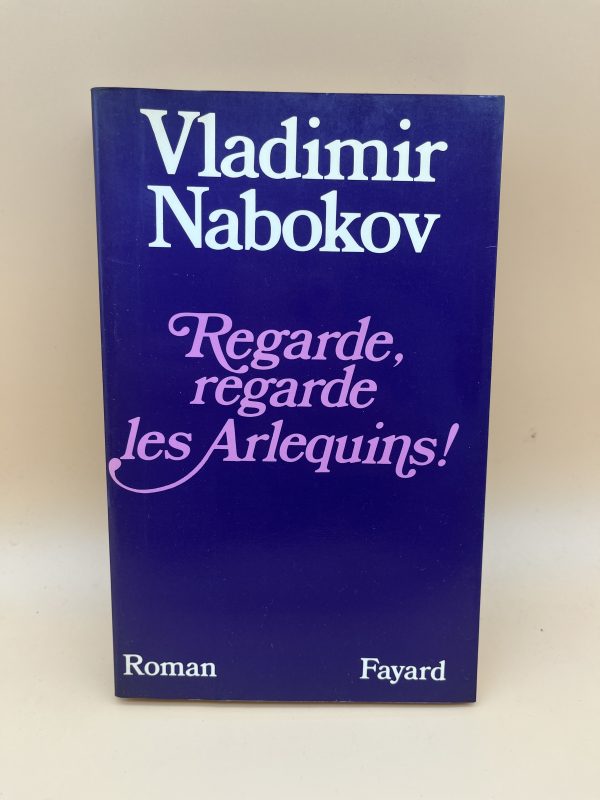 Vladimir
Nabokov
Regarde,
regarde
les Arlequins!
Roman
Fayard